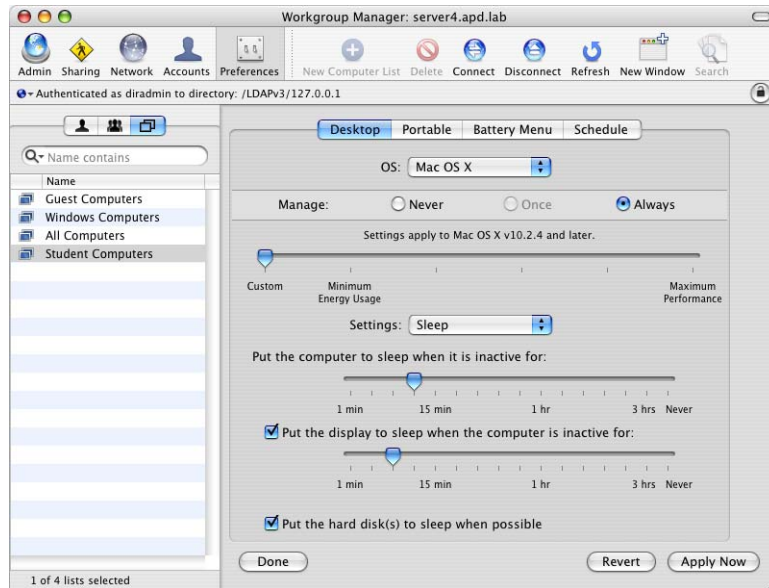 Workgroup Manager: server4.apd.lab
Admin Sharing Network Accounts Preferences New Computer List Delete Connect Disconnect Refresh New Window Search
Authenticated as diradmin to directory: /LDAPv3/127.0.0.1
Name contains
Name
Guest Computers
Windows Computers
All Computers
Student Computers
1 of 4 lists selected
Desktop Portable Battery Menu Schedule
OS: Mac OS X
Manage: Never Once Always
Settings apply to Mac OS X v10.2.4 and later.
Custom Minimum Maximum
Energy Usage Performance
Settings: Sleep
Put the computer to sleep when it is inactive for:
1 min 15 min 1 hr 3 hrs Never
Put the display to sleep when the computer is inactive for:
1 min 15 min 1 hr 3 hrs Never
Put the hard disk(s) to sleep when possible
Done Revert Apply Now